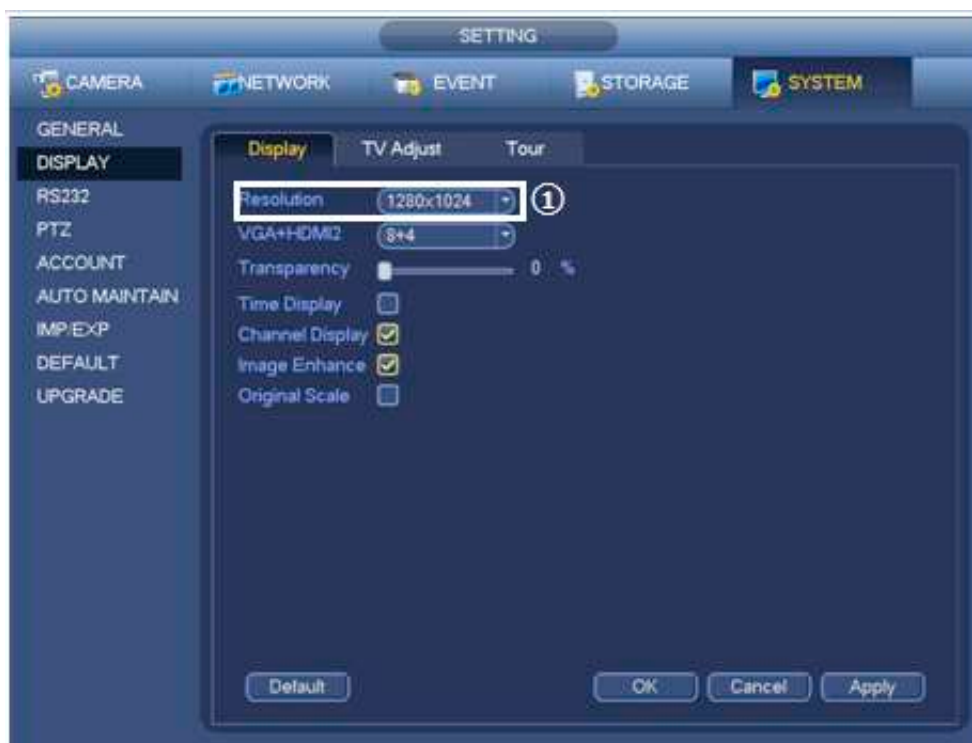 SETTING
CAMERA NETWORK EVENT STORAGE SYSTEM
GENERAL
DISPLAY
RS232
PTZ
ACCOUNT
AUTO MAINTAIN
IMP/EXP
DEFAULT
UPGRADE
Display TV Adjust Tour
Resolution 1280x1024 ①
VGA+HDMI2 8+4
Transparency 0 %
Time Display
Channel Display
Image Enhance
Original Scale
Default OK Cancel Apply